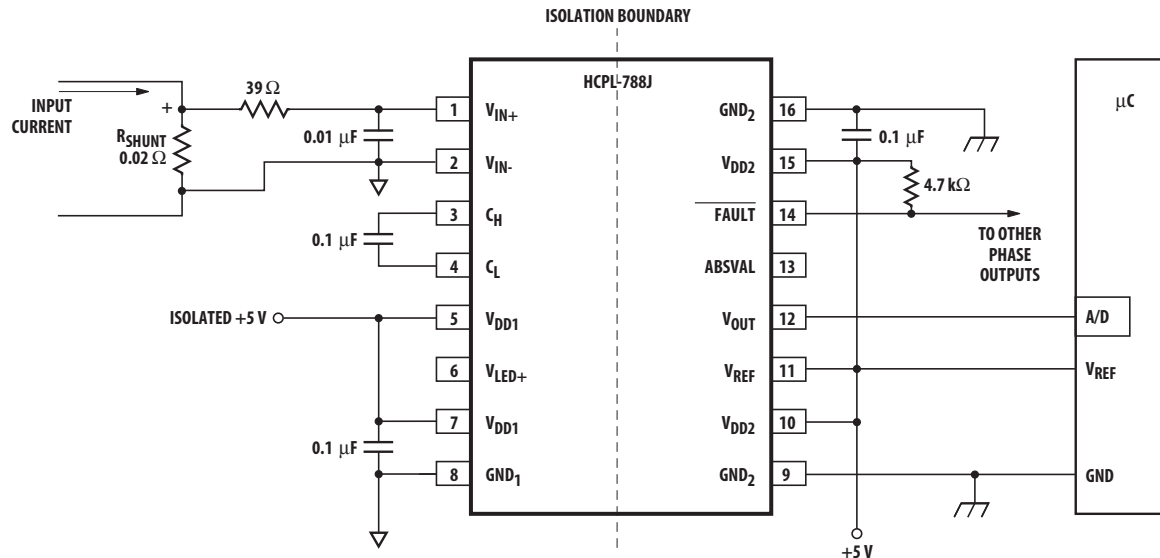 ISOLATION BOUNDARY
HCPL-788J
μC
INPUT
CURRENT
+
39 Ω
R_SHUNT
0.02 Ω
0.01 μF
0.1 μF
ISOLATED +5 V
0.1 μF
1 V_IN+
2 V_IN-
3 C_H
4 C_L
5 V_DD1
6 V_LED+
7 V_DD1
8 GND_1
GND_2 16
V_DD2 15
FAULT 14
ABSVAL 13
V_OUT 12
V_REF 11
V_DD2 10
GND_2 9
0.1 μF
4.7 kΩ
TO OTHER
PHASE
OUTPUTS
A/D
V_REF
GND
+5 V